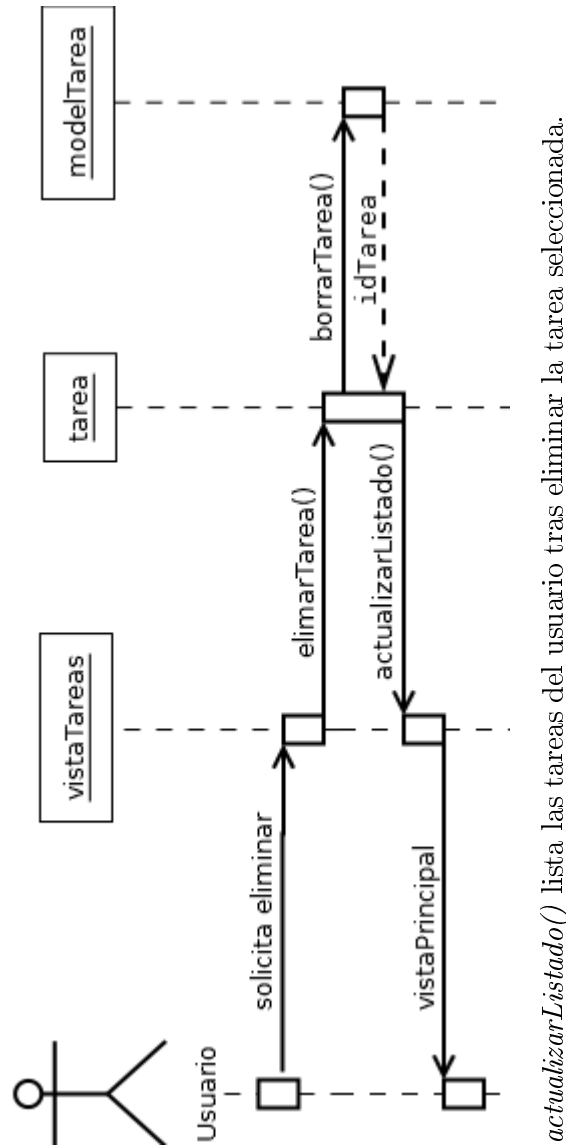 Usuario
vistaTareas
tarea
modelTarea
solicita eliminar
elimarTarea()
borrarTarea()
idTarea
actualizarListado()
vistaPrincipal
actualizarListado() lista las tareas del usuario tras eliminar la tarea seleccionada.